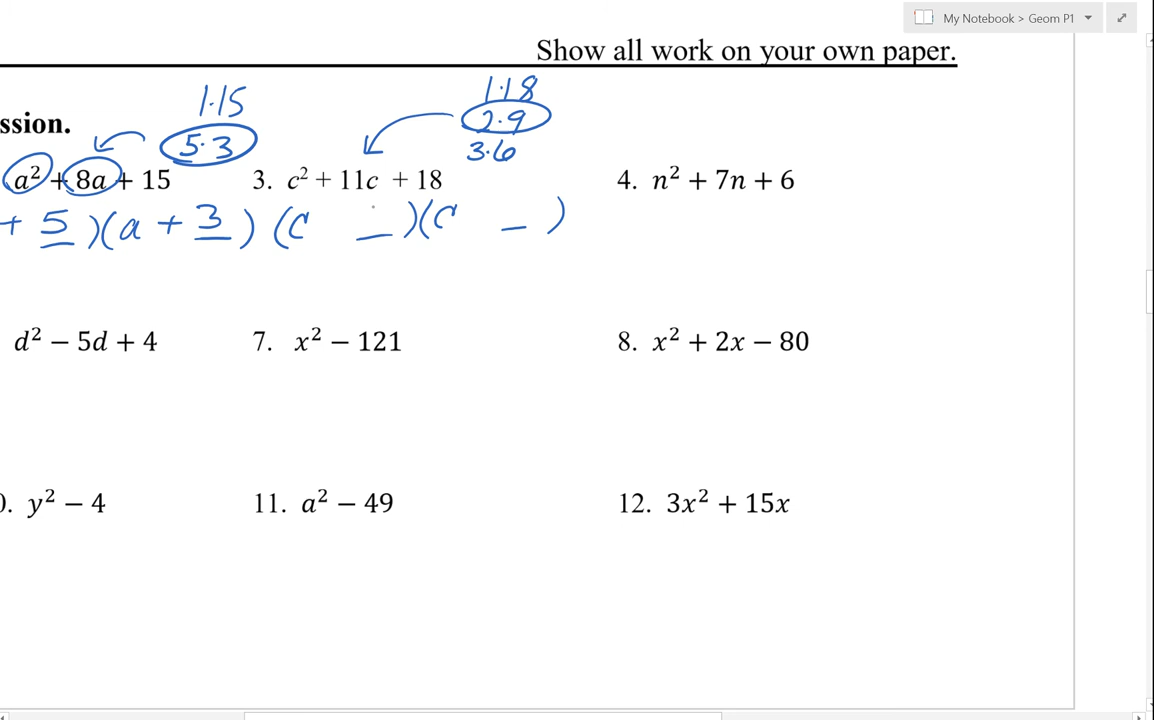 My Notebook > Geom P1
Show all work on your own paper.
ssion.
1·15
5·3
1·18
2·9
3·6
a² + 8a + 15
3. c² + 11c + 18
4. n² + 7n + 6
+ 5 )(a + 3 )
(c _ )(c _ )
d² − 5d + 4
7. x² − 121
8. x² + 2x − 80
0. y² − 4
11. a² − 49
12. 3x² + 15x